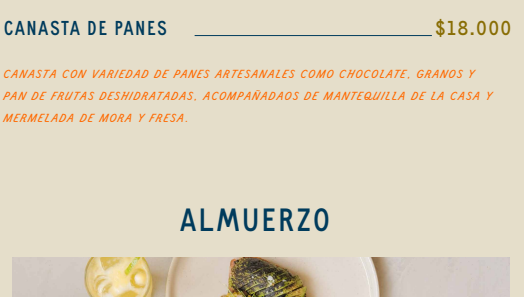 CANASTA DE PANES $18.000
CANASTA CON VARIEDAD DE PANES ARTESANALES COMO CHOCOLATE, GRANOS Y
PAN DE FRUTAS DESHIDRATADAS, ACOMPAÑADAOS DE MANTEQUILLA DE LA CASA Y
MERMELADA DE MORA Y FRESA.
ALMUERZO